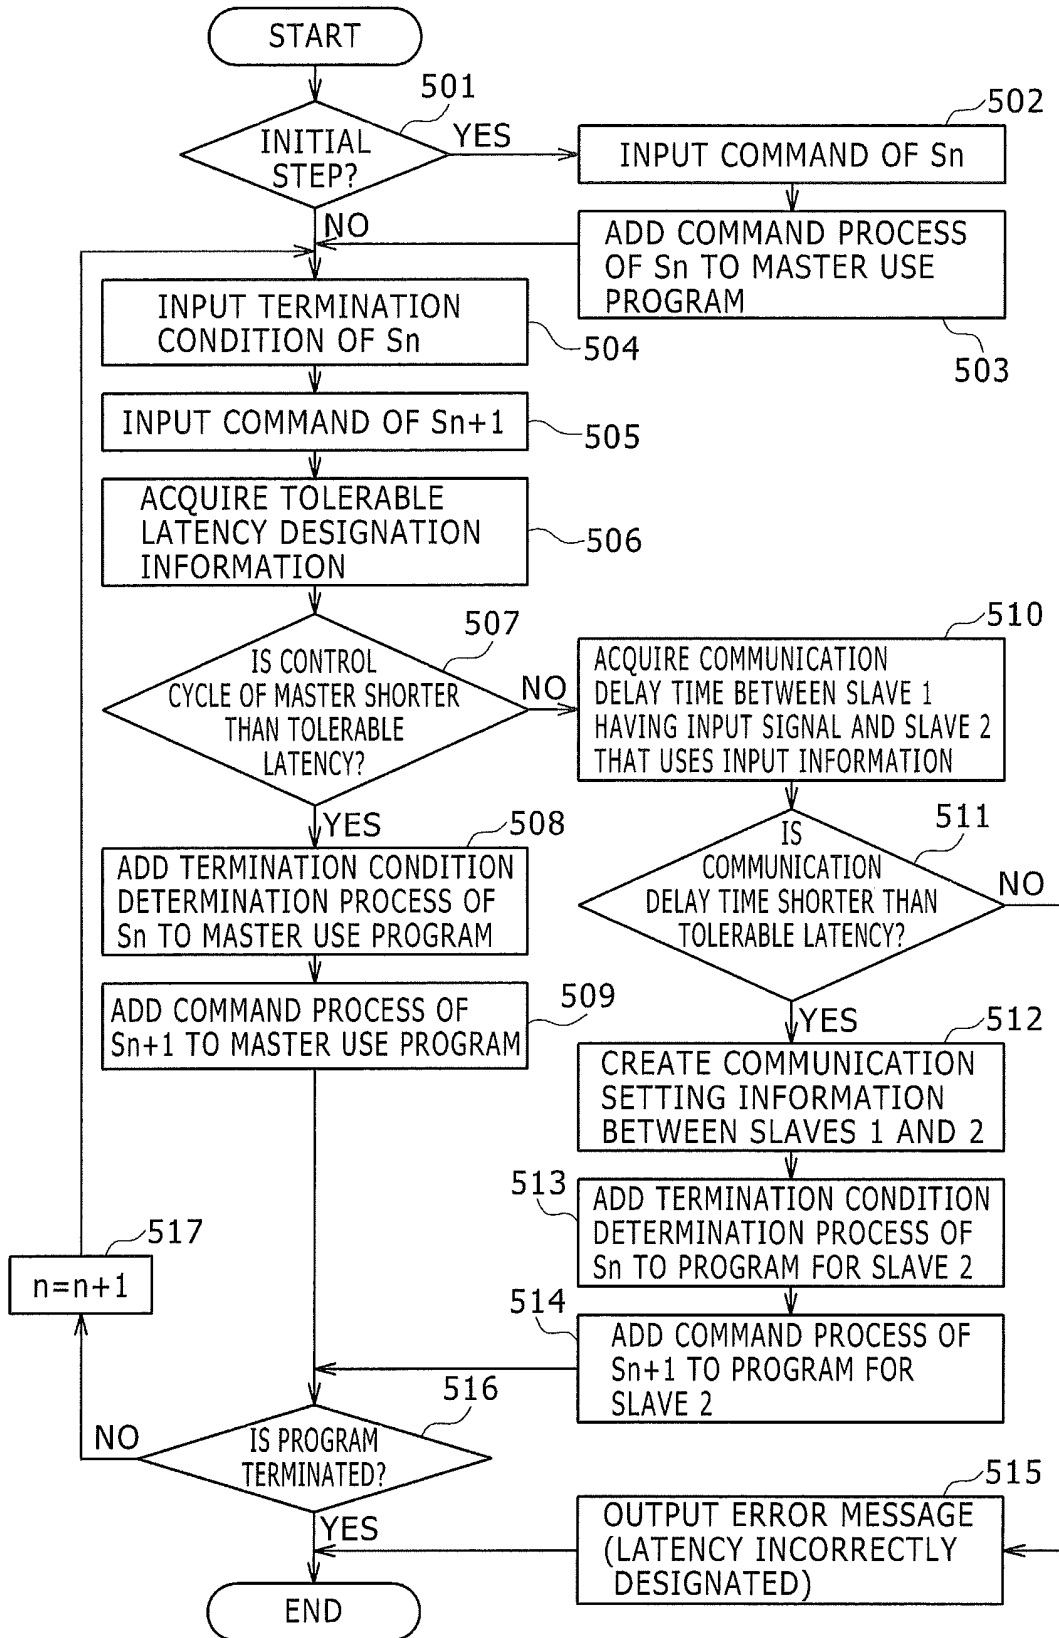 START
501
INITIAL
STEP?
YES
502
INPUT COMMAND OF Sn
NO
ADD COMMAND PROCESS
OF Sn TO MASTER USE
PROGRAM
503
INPUT TERMINATION
CONDITION OF Sn
504
INPUT COMMAND OF Sn+1
505
ACQUIRE TOLERABLE
LATENCY DESIGNATION
INFORMATION
506
507
IS CONTROL
CYCLE OF MASTER SHORTER
THAN TOLERABLE
LATENCY?
NO
510
ACQUIRE COMMUNICATION
DELAY TIME BETWEEN SLAVE 1
HAVING INPUT SIGNAL AND SLAVE 2
THAT USES INPUT INFORMATION
YES
508
ADD TERMINATION CONDITION
DETERMINATION PROCESS OF
Sn TO MASTER USE PROGRAM
511
IS
COMMUNICATION
DELAY TIME SHORTER THAN
TOLERABLE LATENCY?
NO
509
ADD COMMAND PROCESS OF
Sn+1 TO MASTER USE PROGRAM
YES
512
CREATE COMMUNICATION
SETTING INFORMATION
BETWEEN SLAVES 1 AND 2
513
ADD TERMINATION CONDITION
DETERMINATION PROCESS OF
Sn TO PROGRAM FOR SLAVE 2
517
n=n+1
514
ADD COMMAND PROCESS OF
Sn+1 TO PROGRAM FOR
SLAVE 2
516
NO
IS PROGRAM
TERMINATED?
YES
515
OUTPUT ERROR MESSAGE
(LATENCY INCORRECTLY
DESIGNATED)
END